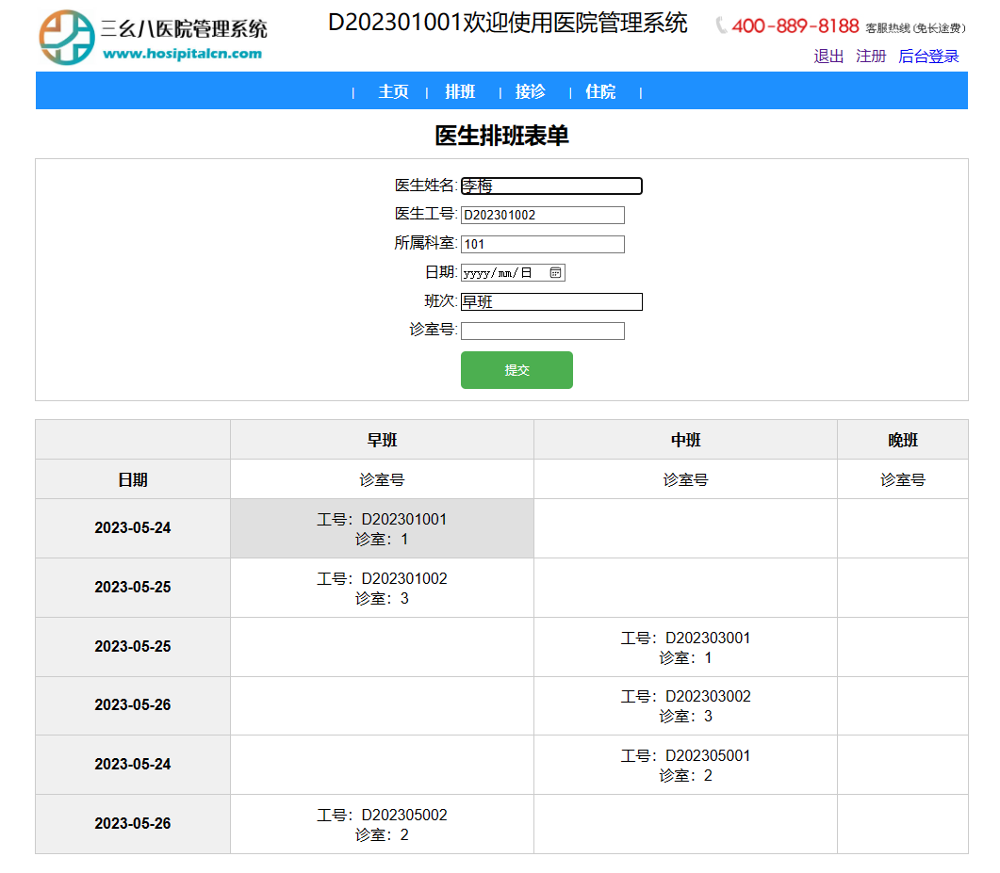 三幺八医院管理系统
www.hosipitalcn.com
D202301001欢迎使用医院管理系统
400-889-8188 客服热线(免长途费)
退出 注册 后台登录
| 主页 | 排班 | 接诊 | 住院 |
医生排班表单
医生姓名: 李梅
医生工号: D202301002
所属科室: 101
日期: yyyy/mm/日
班次: 早班
诊室号:
提交
早班 中班 晚班
日期 诊室号 诊室号 诊室号
2023-05-24 工号：D202301001
诊室：1
2023-05-25 工号：D202301002
诊室：3
2023-05-25 工号：D202303001
诊室：1
2023-05-26 工号：D202303002
诊室：3
2023-05-24 工号：D202305001
诊室：2
2023-05-26 工号：D202305002
诊室：2